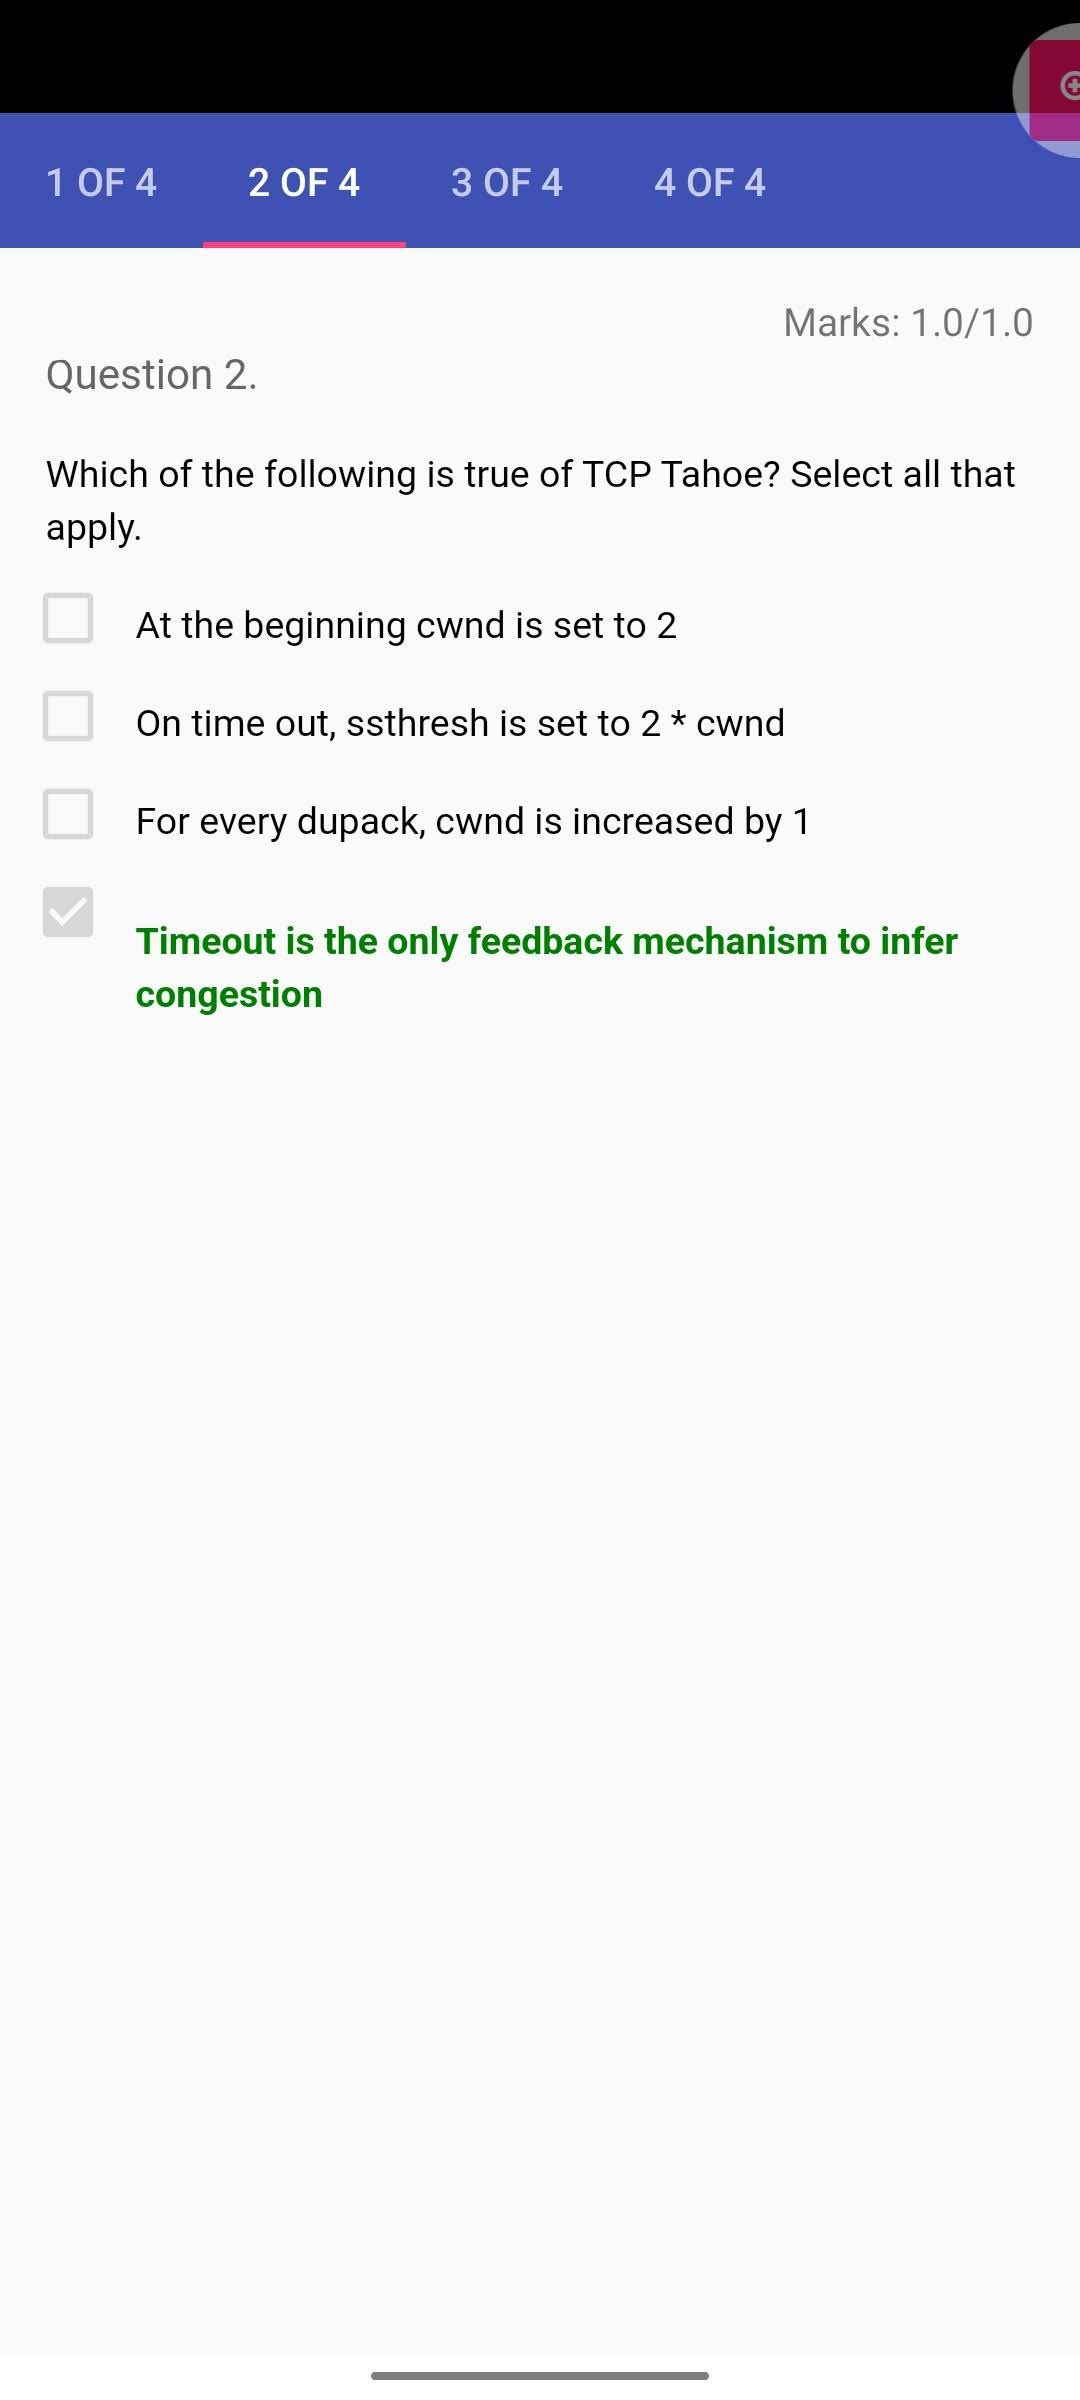 1 OF 4 2 OF 4 3 OF 4 4 OF 4
Marks: 1.0/1.0
Question 2.
Which of the following is true of TCP Tahoe? Select all that
apply.
At the beginning cwnd is set to 2
On time out, ssthresh is set to 2 * cwnd
For every dupack, cwnd is increased by 1
Timeout is the only feedback mechanism to infer
congestion